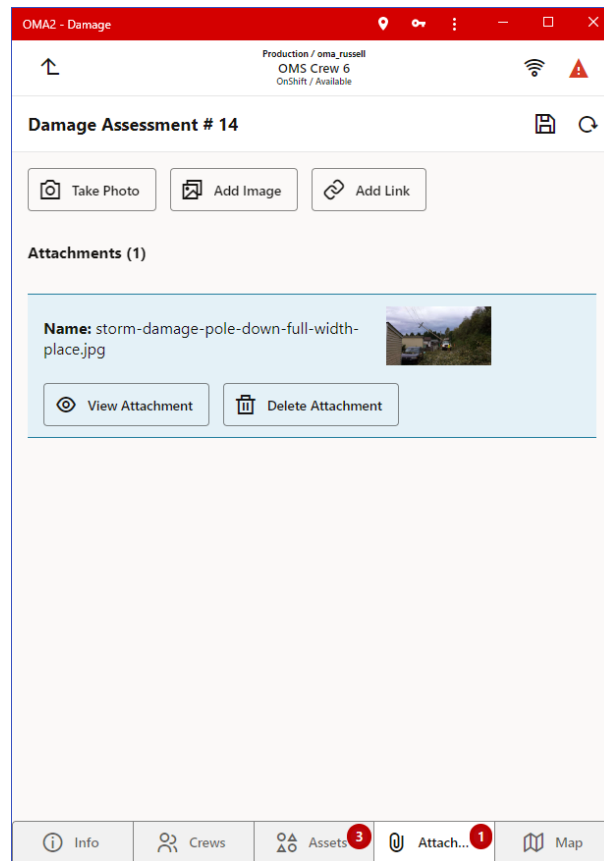 OMA2 - Damage
Production / oma_russell
OMS Crew 6
OnShift / Available
Damage Assessment # 14
Take Photo
Add Image
Add Link
Attachments (1)
Name: storm-damage-pole-down-full-width-
place.jpg
View Attachment
Delete Attachment
Info
Crews
Assets 3
Attach... 1
Map